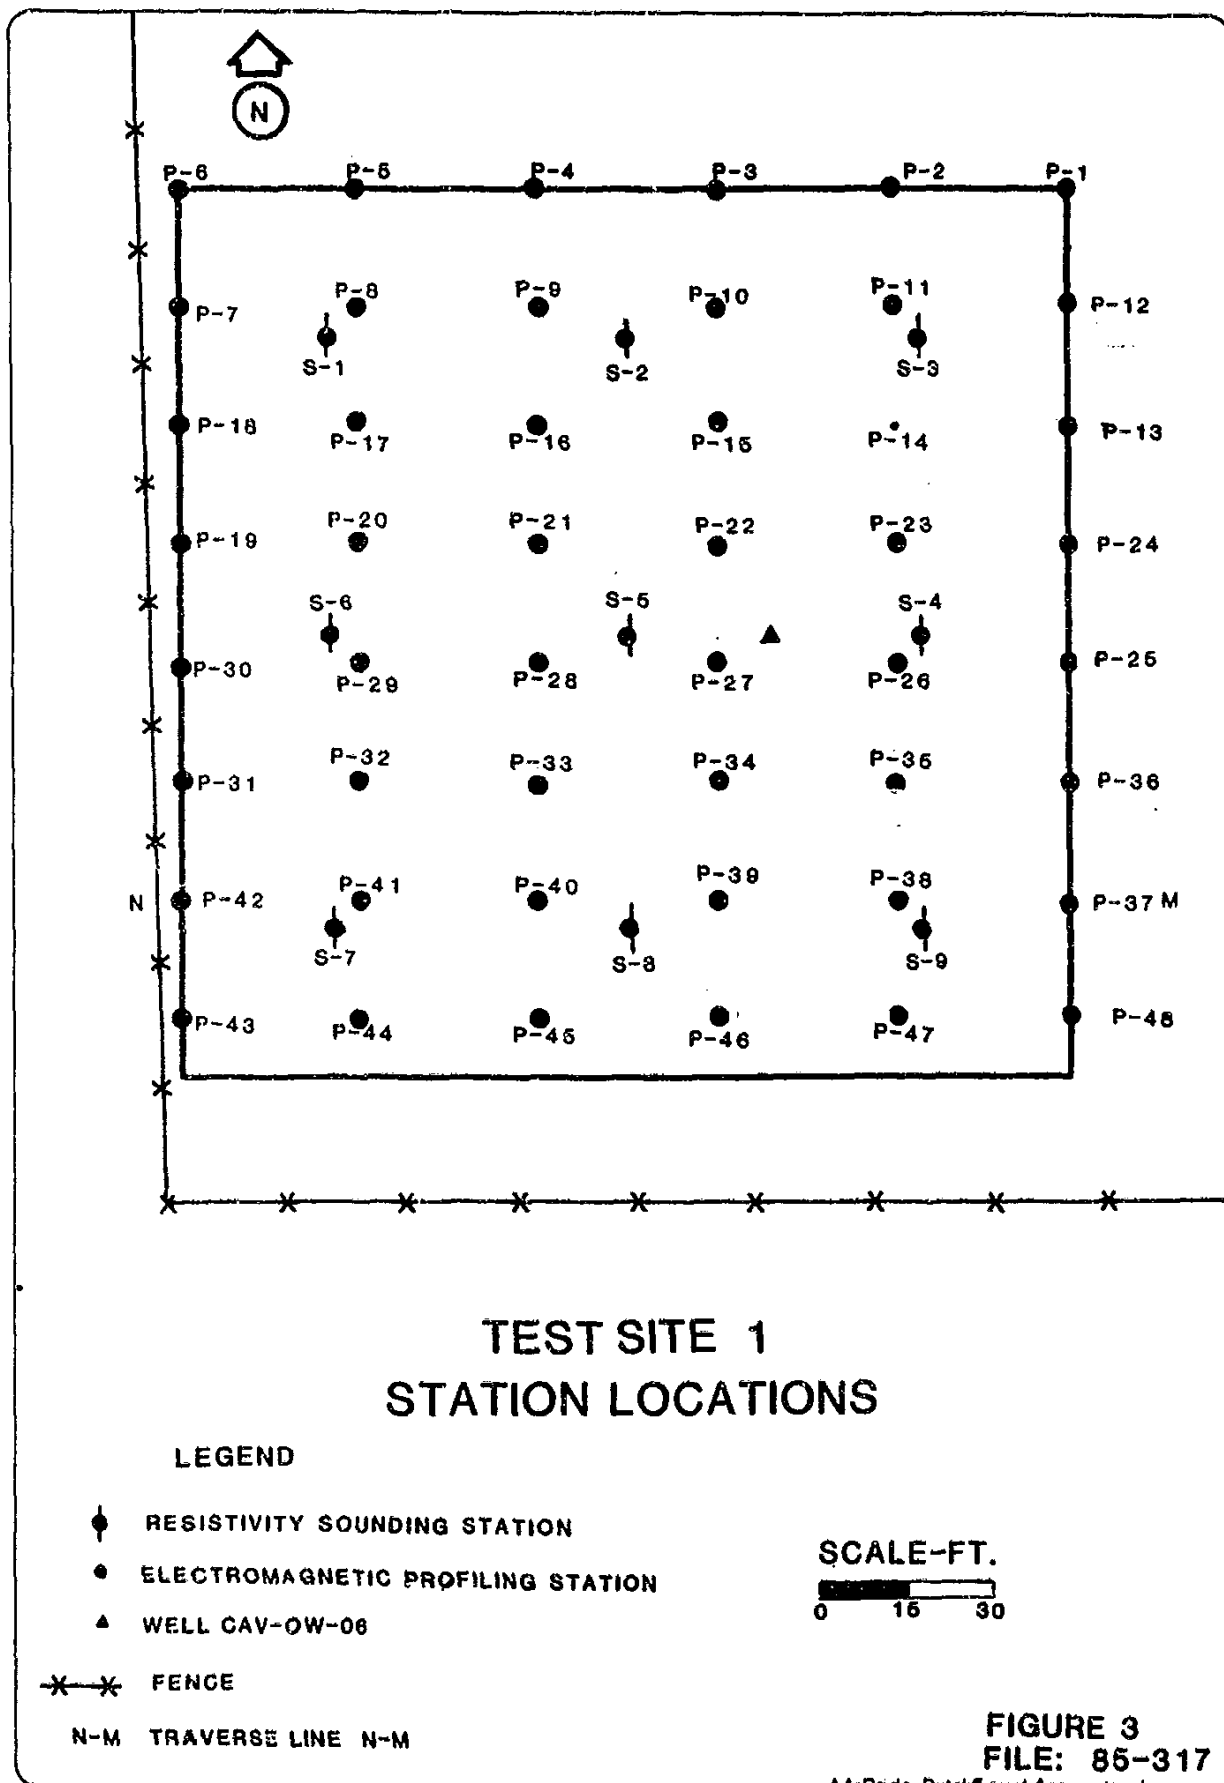 N
P-6 P-5 P-4 P-3 P-2 P-1
P-8 P-9 P-10 P-11
P-7 P-12
S-1 S-2 S-3
P-18 P-17 P-16 P-15 P-14 P-13
P-20 P-21 P-22 P-23
P-19 P-24
S-6 S-5 S-4
P-30 P-25
P-29 P-28 P-27 P-26
P-32 P-33 P-34 P-35
P-31 P-36
P-41 P-40 P-39 P-38
N P-42 P-37 M
S-7 S-8 S-9
P-43 P-44 P-45 P-46 P-47 P-48
TEST SITE 1
STATION LOCATIONS
LEGEND
RESISTIVITY SOUNDING STATION
ELECTROMAGNETIC PROFILING STATION
WELL CAV-OW-06
FENCE
N-M TRAVERSE LINE N-M
SCALE-FT.
0 15 30
FIGURE 3
FILE: 85-317